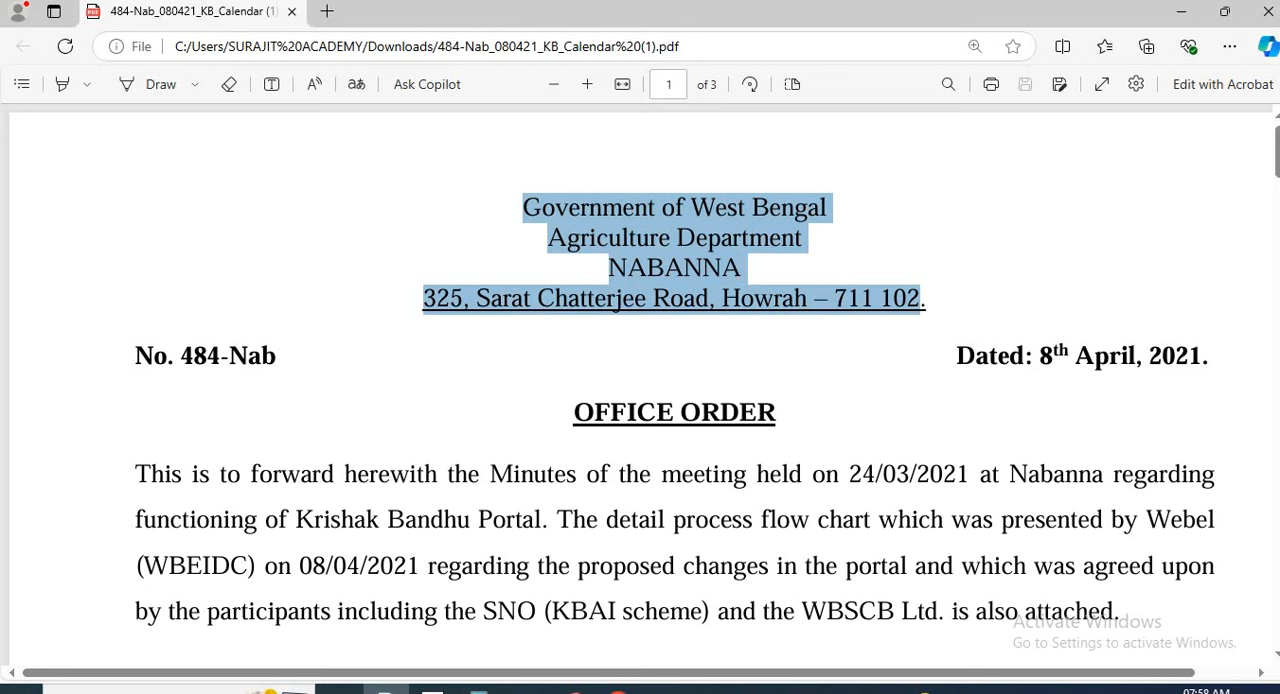 484-Nab_080421_KB_Calendar (1)
File C:/Users/SURAJIT%20ACADEMY/Downloads/484-Nab_080421_KB_Calendar%20(1).pdf
Draw aあ Ask Copilot 1 of 3 Edit with Acrobat
Government of West Bengal
Agriculture Department
NABANNA
325, Sarat Chatterjee Road, Howrah – 711 102.
No. 484-Nab Dated: 8th April, 2021.
OFFICE ORDER
This is to forward herewith the Minutes of the meeting held on 24/03/2021 at Nabanna regarding
functioning of Krishak Bandhu Portal. The detail process flow chart which was presented by Webel
(WBEIDC) on 08/04/2021 regarding the proposed changes in the portal and which was agreed upon
by the participants including the SNO (KBAI scheme) and the WBSCB Ltd. is also attached.
Activate Windows
Go to Settings to activate Windows.
07:58 AM